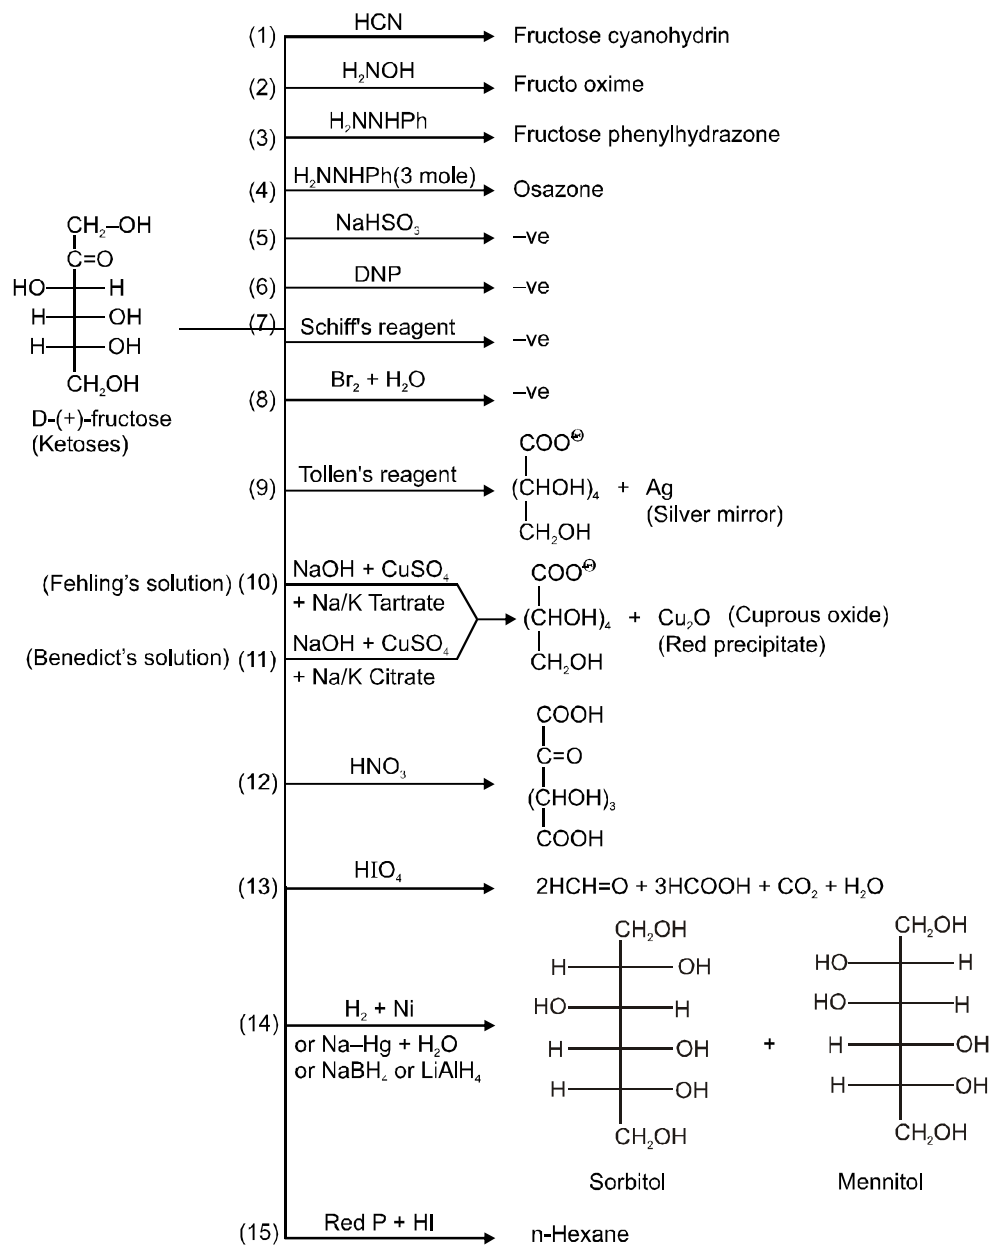 (1) HCN Fructose cyanohydrin
(2) H₂NOH Fructo oxime
(3) H₂NNHPh Fructose phenylhydrazone
(4) H₂NNHPh(3 mole) Osazone
(5) NaHSO₃ –ve
(6) DNP –ve
(7) Schiff's reagent –ve
(8) Br₂ + H₂O –ve
CH₂–OH
C=O
HO H
H OH
H OH
CH₂OH
D-(+)-fructose
(Ketoses)
(9) Tollen's reagent
COO⊖
(CHOH)₄ + Ag
(Silver mirror)
CH₂OH
(Fehling's solution) (10) NaOH + CuSO₄
+ Na/K Tartrate
(Benedict's solution) (11) NaOH + CuSO₄
+ Na/K Citrate
COO⊖
(CHOH)₄ + Cu₂O (Cuprous oxide)
(Red precipitate)
CH₂OH
(12) HNO₃
COOH
C=O
(CHOH)₃
COOH
(13) HIO₄ 2HCH=O + 3HCOOH + CO₂ + H₂O
(14) H₂ + Ni
or Na–Hg + H₂O
or NaBH₄ or LiAlH₄
CH₂OH
H OH
HO H
H OH
H OH
CH₂OH
Sorbitol
+
CH₂OH
HO H
HO H
H OH
H OH
CH₂OH
Mennitol
(15) Red P + HI n-Hexane